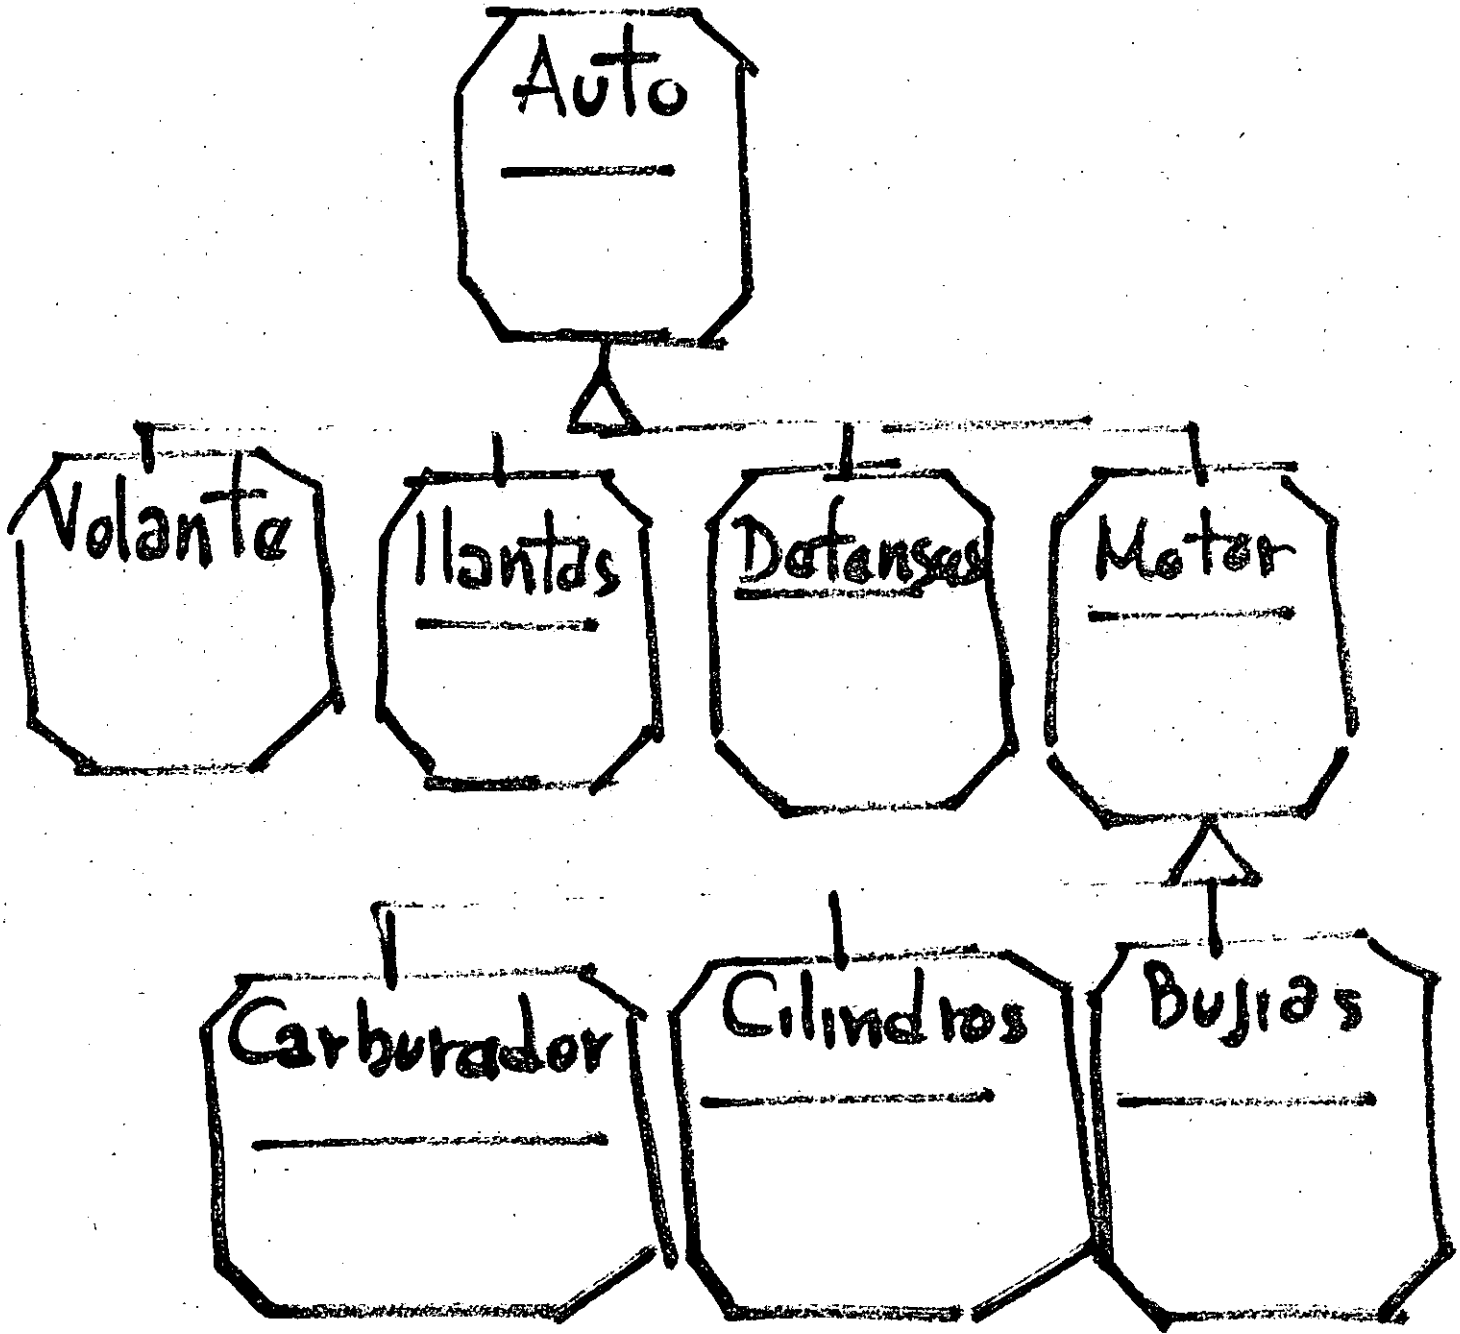 Auto
Volante
llantas
Defensas
Motor
Carburador
Cilindros
Bujias